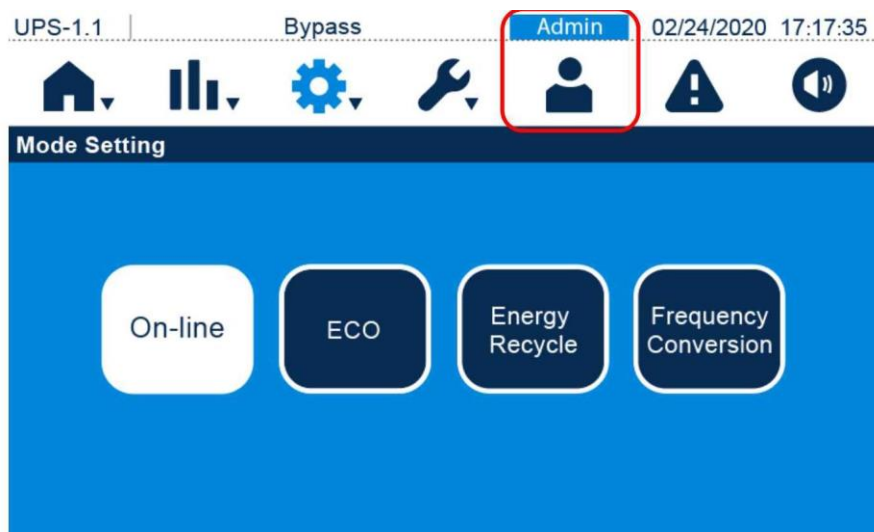 UPS-1.1 Bypass Admin 02/24/2020 17:17:35
Mode Setting
On-line
ECO
Energy
Recycle
Frequency
Conversion